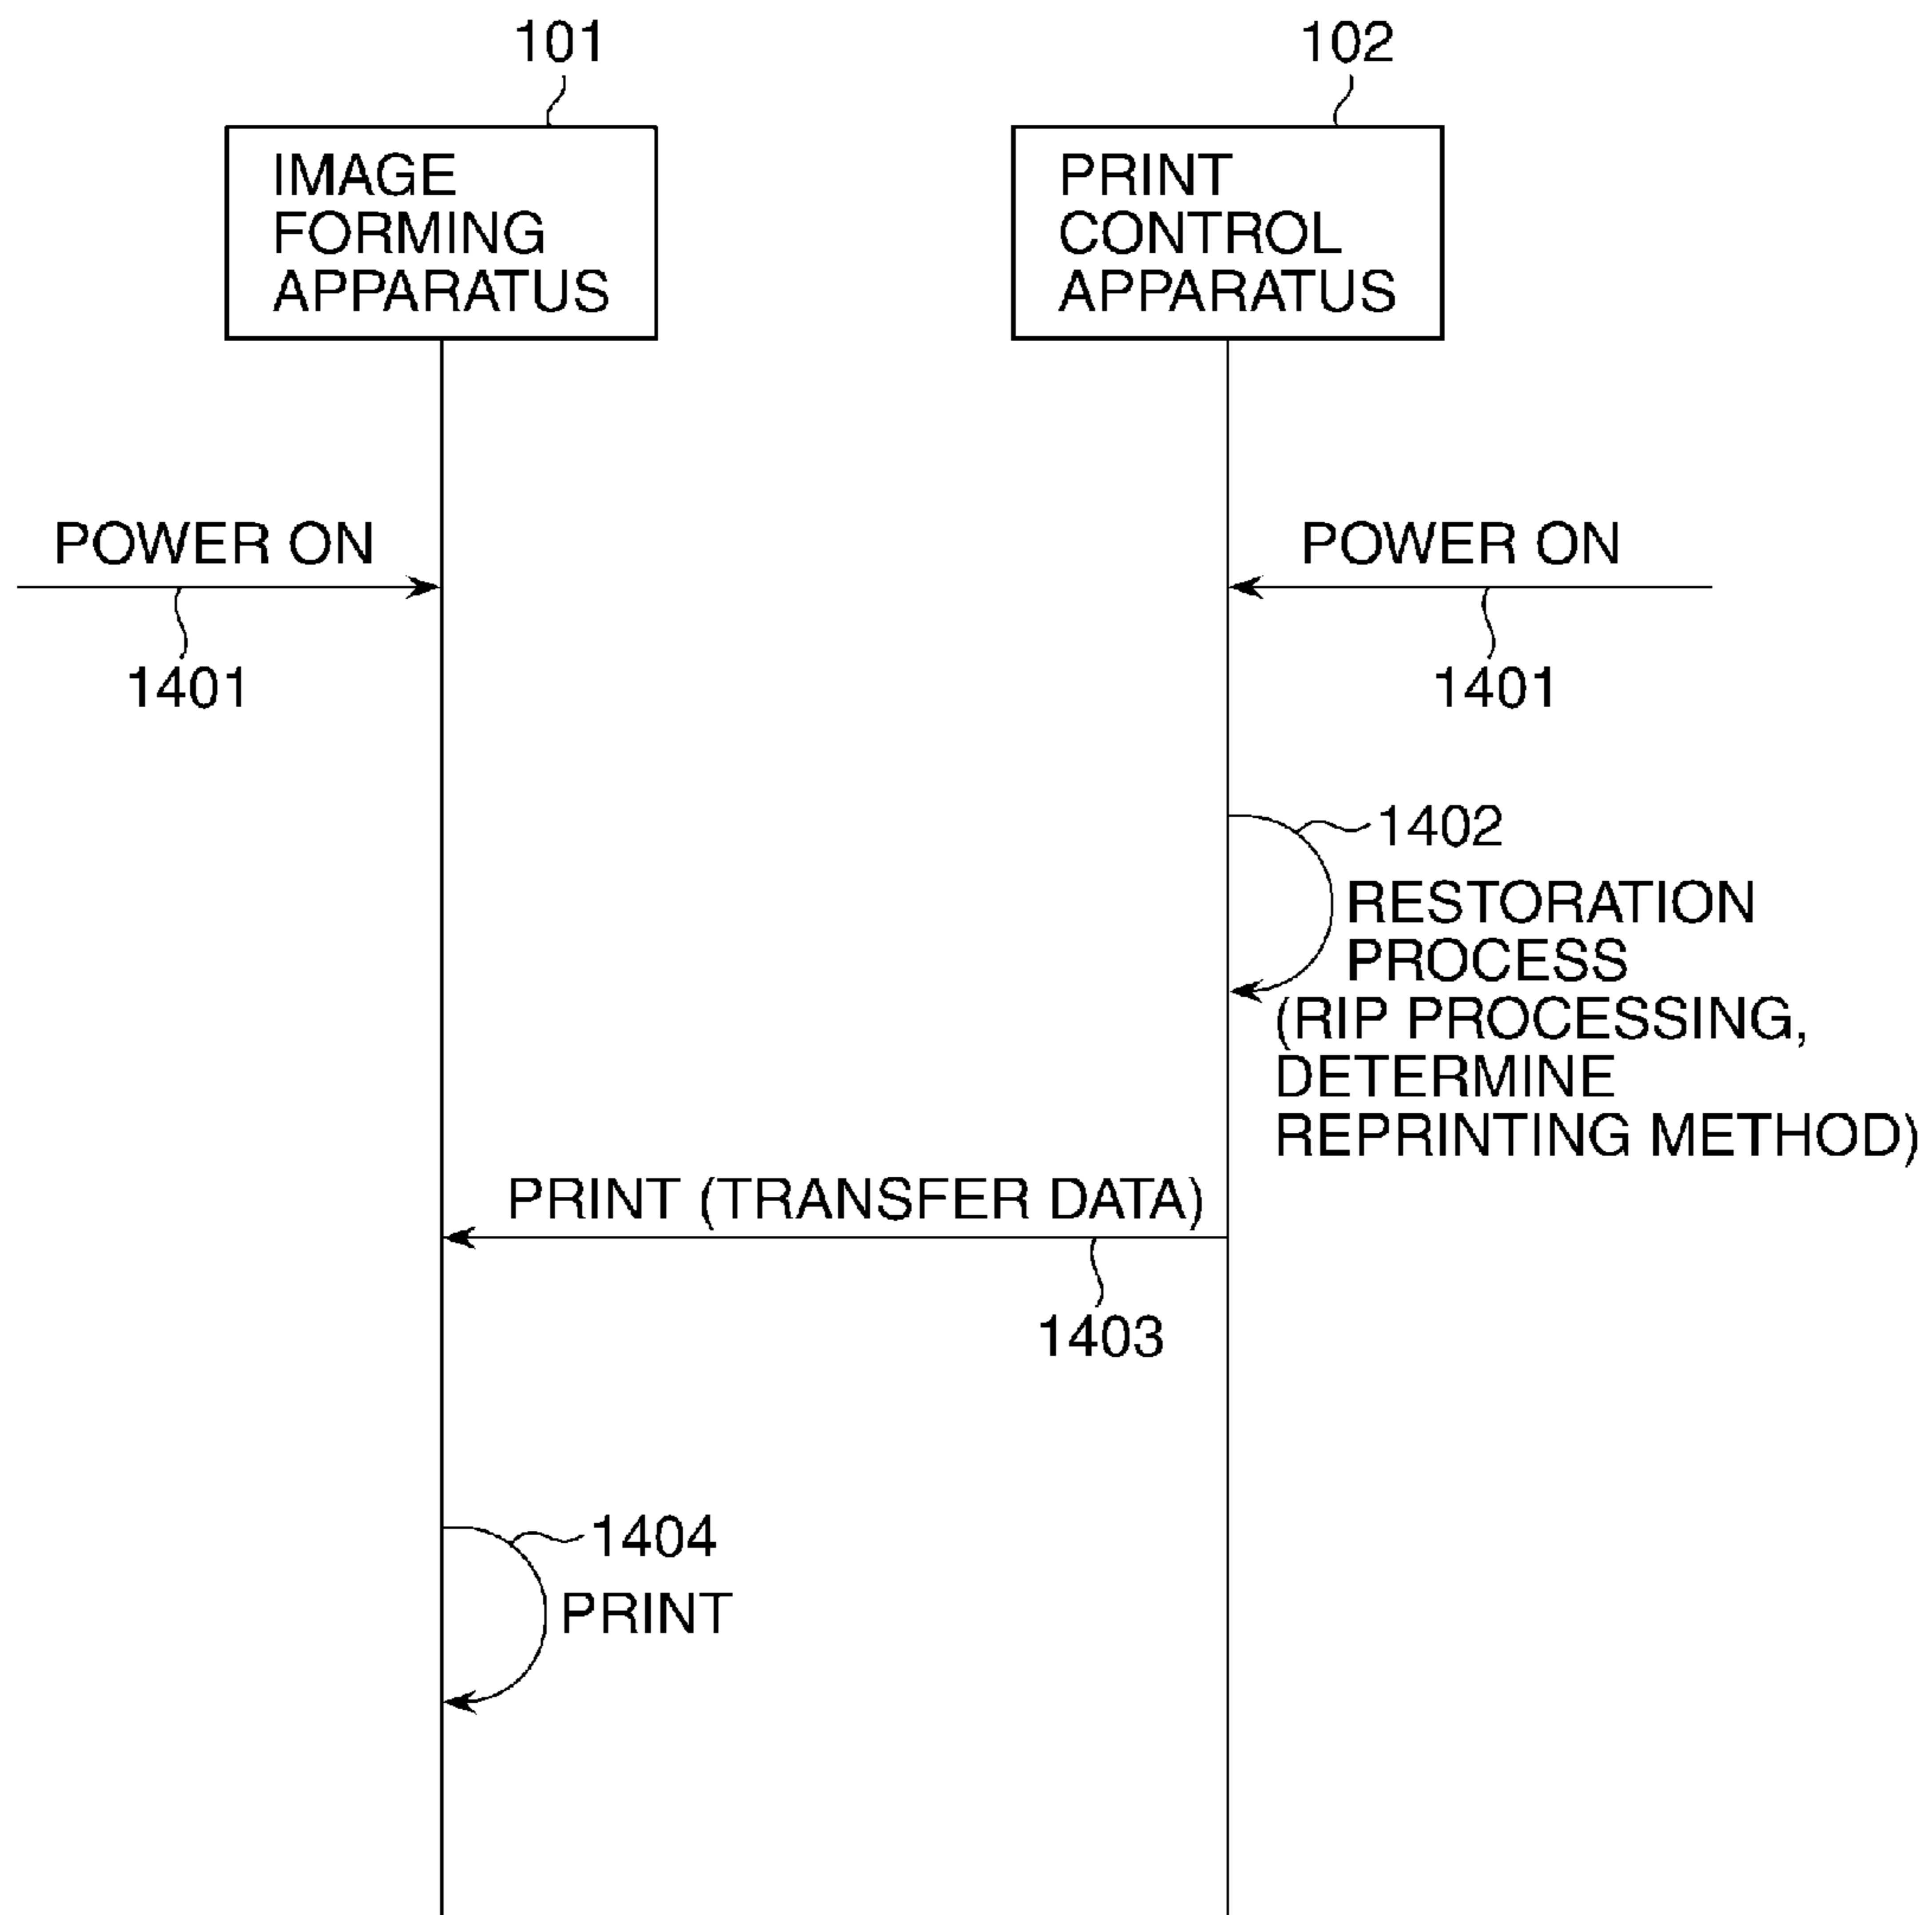 101
102
IMAGE
FORMING
APPARATUS
PRINT
CONTROL
APPARATUS
POWER ON
POWER ON
1401
1401
1402
RESTORATION
PROCESS
(RIP PROCESSING,
DETERMINE
REPRINTING METHOD)
PRINT (TRANSFER DATA)
1403
1404
PRINT